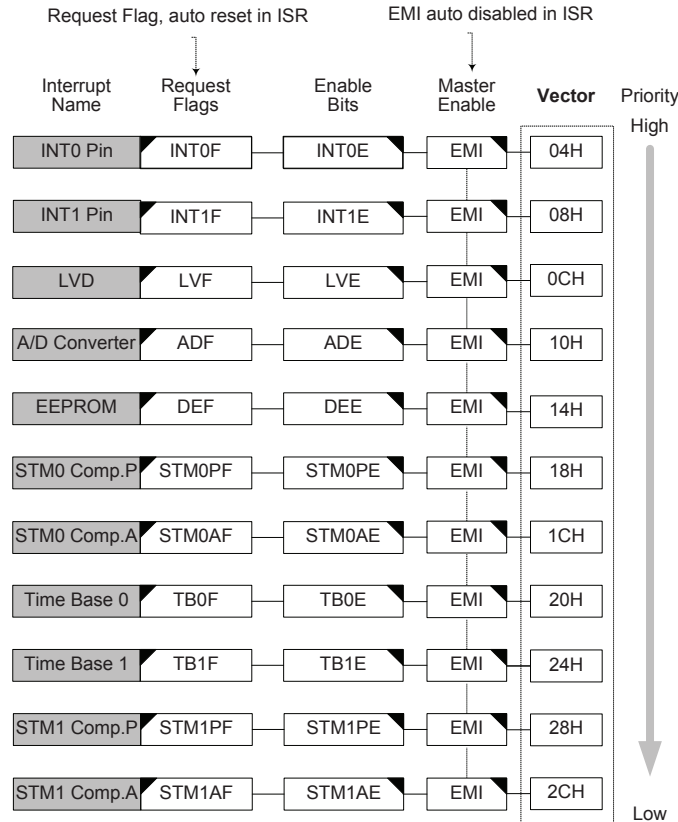 Request Flag, auto reset in ISR EMI auto disabled in ISR
Interrupt Name Request Flags Enable Bits Master Enable Vector Priority
High
INT0 Pin INT0F INT0E EMI 04H
INT1 Pin INT1F INT1E EMI 08H
LVD LVF LVE EMI 0CH
A/D Converter ADF ADE EMI 10H
EEPROM DEF DEE EMI 14H
STM0 Comp.P STM0PF STM0PE EMI 18H
STM0 Comp.A STM0AF STM0AE EMI 1CH
Time Base 0 TB0F TB0E EMI 20H
Time Base 1 TB1F TB1E EMI 24H
STM1 Comp.P STM1PF STM1PE EMI 28H
STM1 Comp.A STM1AF STM1AE EMI 2CH
Low